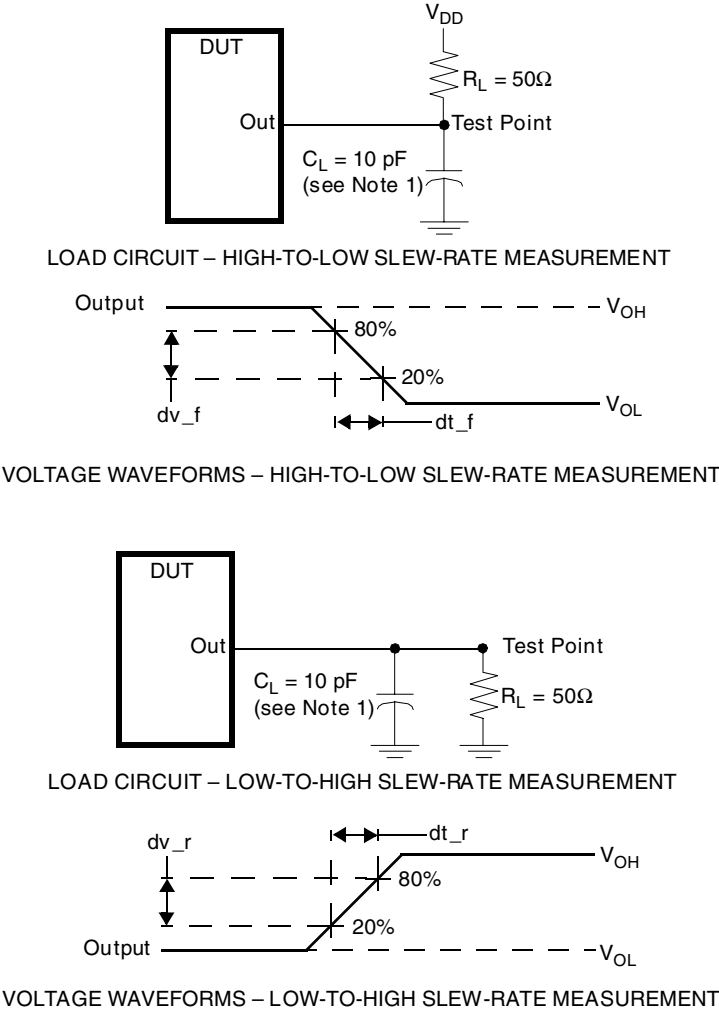 V_DD
DUT
R_L = 50Ω
Out
Test Point
C_L = 10 pF
(see Note 1)
LOAD CIRCUIT – HIGH-TO-LOW SLEW-RATE MEASUREMENT
Output
V_OH
80%
20%
dv_f
V_OL
dt_f
VOLTAGE WAVEFORMS – HIGH-TO-LOW SLEW-RATE MEASUREMENT
DUT
Out
Test Point
C_L = 10 pF
(see Note 1)
R_L = 50Ω
LOAD CIRCUIT – LOW-TO-HIGH SLEW-RATE MEASUREMENT
dv_r
dt_r
V_OH
80%
20%
Output
V_OL
VOLTAGE WAVEFORMS – LOW-TO-HIGH SLEW-RATE MEASUREMENT